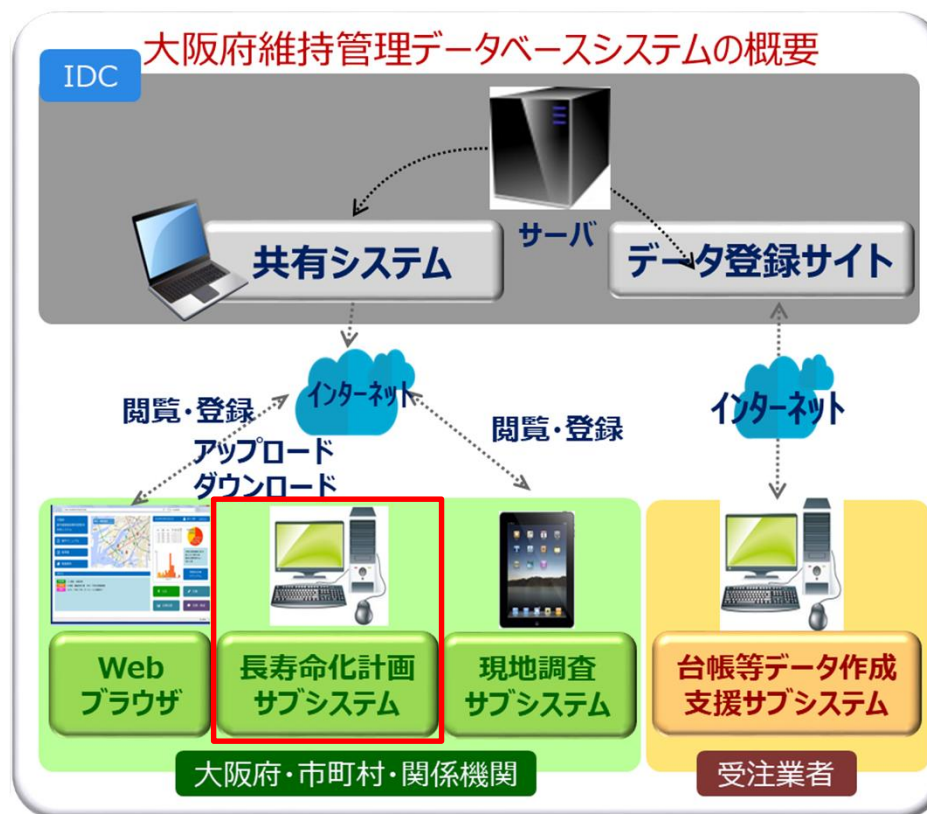 大阪府維持管理データベースシステムの概要
IDC
サーバ
共有システム
データ登録サイト
インターネット
インターネット
閲覧・登録
閲覧・登録
アップロード
ダウンロード
Web
ブラウザ
長寿命化計画
サブシステム
現地調査
サブシステム
台帳等データ作成
支援サブシステム
大阪府・市町村・関係機関
受注業者